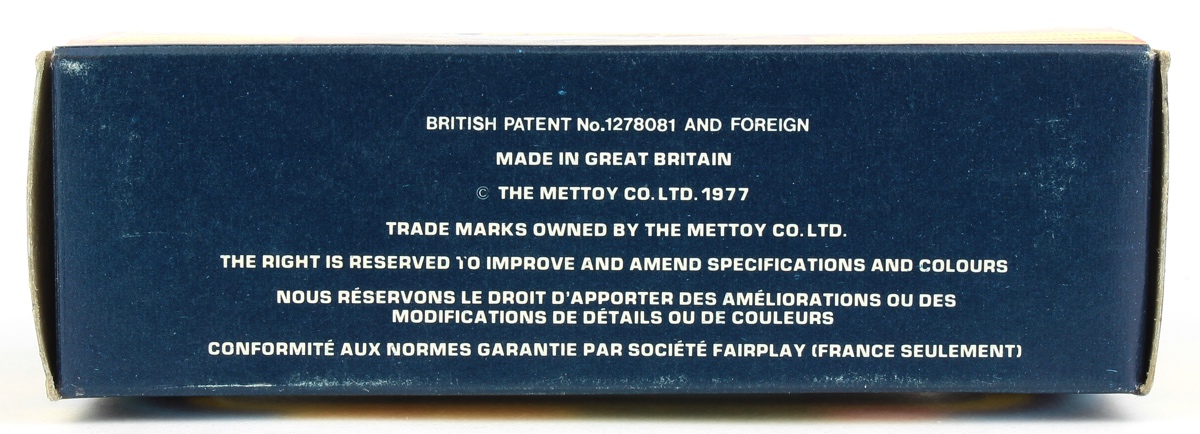 BRITISH PATENT No.1278081 AND FOREIGN
MADE IN GREAT BRITAIN
© THE METTOY CO. LTD. 1977
TRADE MARKS OWNED BY THE METTOY CO. LTD.
THE RIGHT IS RESERVED TO IMPROVE AND AMEND SPECIFICATIONS AND COLOURS
NOUS RÉSERVONS LE DROIT D'APPORTER DES AMÉLIORATIONS OU DES
MODIFICATIONS DE DÉTAILS OU DE COULEURS
CONFORMITÉ AUX NORMES GARANTIE PAR SOCIÉTÉ FAIRPLAY (FRANCE SEULEMENT)